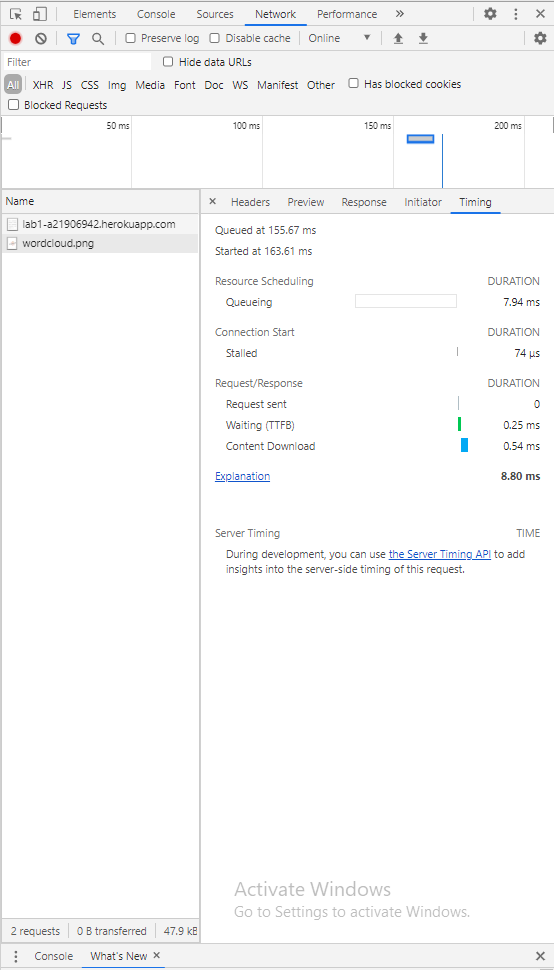 Elements Console Sources Network Performance »
Preserve log Disable cache Online ▼
Filter Hide data URLs
All XHR JS CSS Img Media Font Doc WS Manifest Other Has blocked cookies
Blocked Requests
50 ms 100 ms 150 ms 200 ms
Name
lab1-a21906942.herokuapp.com
wordcloud.png
× Headers Preview Response Initiator Timing
Queued at 155.67 ms
Started at 163.61 ms
Resource Scheduling DURATION
Queueing 7.94 ms
Connection Start DURATION
Stalled 74 μs
Request/Response DURATION
Request sent 0
Waiting (TTFB) 0.25 ms
Content Download 0.54 ms
Explanation 8.80 ms
Server Timing TIME
During development, you can use the Server Timing API to add
insights into the server-side timing of this request.
Activate Windows
Go to Settings to activate Windows.
2 requests 0 B transferred 47.9 kB
Console What's New ×